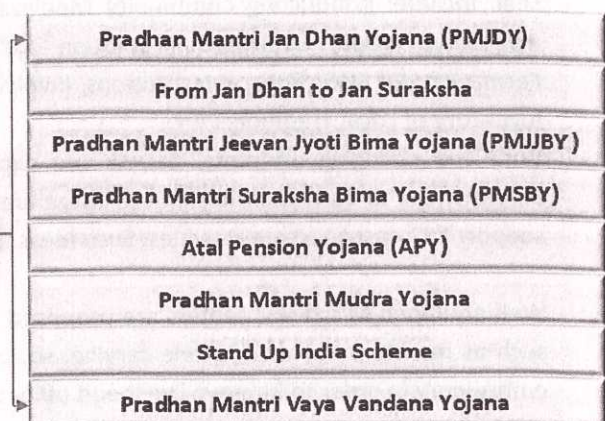 Pradhan Mantri Jan Dhan Yojana (PMJDY)
From Jan Dhan to Jan Suraksha
Pradhan Mantri Jeevan Jyoti Bima Yojana (PMJJBY)
Pradhan Mantri Suraksha Bima Yojana (PMSBY)
Atal Pension Yojana (APY)
Pradhan Mantri Mudra Yojana
Stand Up India Scheme
Pradhan Mantri Vaya Vandana Yojana